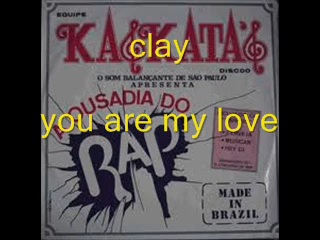 EQUIPE
KASKATA'S
DISCOS
clay
O SOM BALANÇANTE DE SÃO PAULO
APRESENTA
OUSADIA DO
you are my love
RAP
MADE
IN
BRAZIL